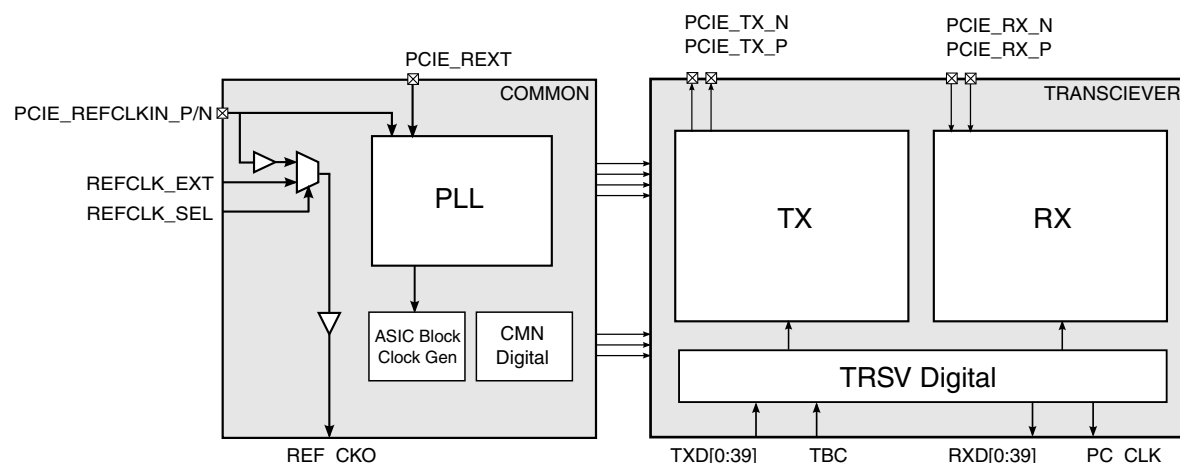 PCIE_TX_N
PCIE_TX_P
PCIE_RX_N
PCIE_RX_P
PCIE_REXT
COMMON
TRANSCIEVER
PCIE_REFCLKIN_P/N
REFCLK_EXT
REFCLK_SEL
PLL
TX
RX
ASIC Block
Clock Gen
CMN
Digital
TRSV Digital
REF_CKO
TXD[0:39]
TBC
RXD[0:39]
PC_CLK